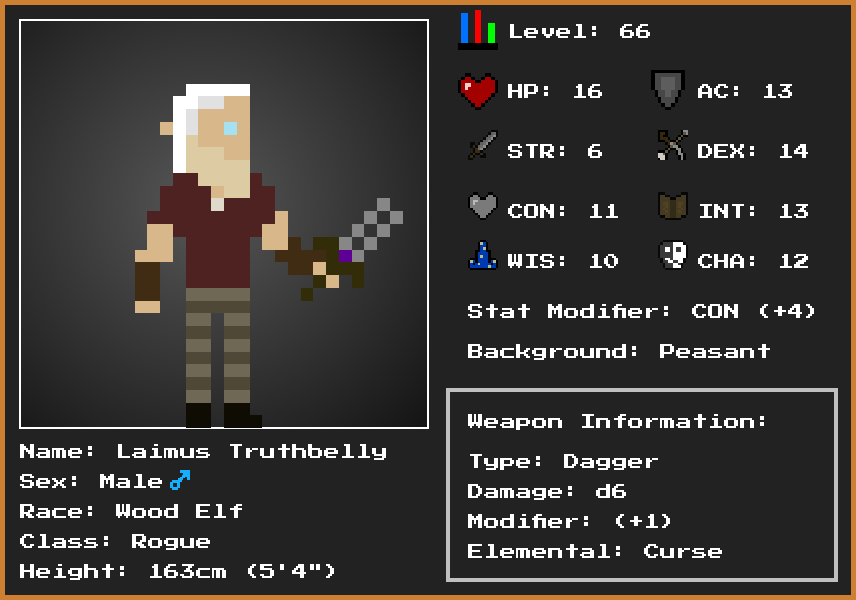 Level: 66
HP: 16
AC: 13
STR: 6
DEX: 14
CON: 11
INT: 13
WIS: 10
CHA: 12
Stat Modifier: CON (+4)
Background: Peasant
Weapon Information:
Type: Dagger
Damage: d6
Modifier: (+1)
Elemental: Curse
Name: Laimus Truthbelly
Sex: Male♂
Race: Wood Elf
Class: Rogue
Height: 163cm (5'4")